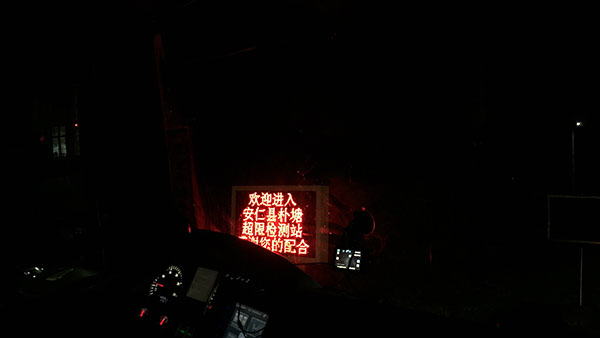 欢迎进入
安仁县朴塘
超限检测站
谢您的配合